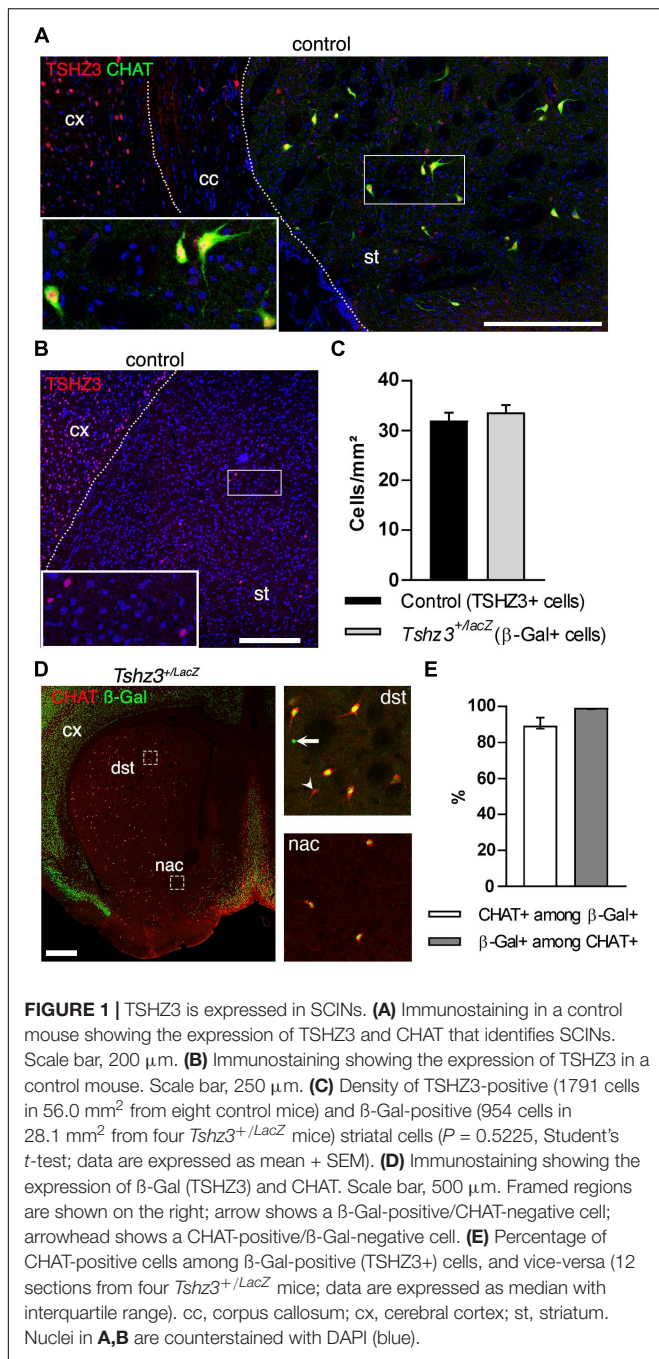 A
control
TSHZ3 CHAT
cx
cc
st
B
control
TSHZ3
cx
st
C
Cells/mm²
40
30
20
10
0
Control (TSHZ3+ cells)
Tshz3+/lacZ (β-Gal+ cells)
D
Tshz3+/LacZ
CHAT ß-Gal
cx
dst
nac
dst
nac
E
%
100
80
60
40
20
0
CHAT+ among β-Gal+
β-Gal+ among CHAT+
FIGURE 1 | TSHZ3 is expressed in SCINs. (A) Immunostaining in a control
mouse showing the expression of TSHZ3 and CHAT that identifies SCINs.
Scale bar, 200 μm. (B) Immunostaining showing the expression of TSHZ3 in a
control mouse. Scale bar, 250 μm. (C) Density of TSHZ3-positive (1791 cells
in 56.0 mm² from eight control mice) and ß-Gal-positive (954 cells in
28.1 mm² from four Tshz3+/LacZ mice) striatal cells (P = 0.5225, Student's
t-test; data are expressed as mean + SEM). (D) Immunostaining showing the
expression of ß-Gal (TSHZ3) and CHAT. Scale bar, 500 μm. Framed regions
are shown on the right; arrow shows a ß-Gal-positive/CHAT-negative cell;
arrowhead shows a CHAT-positive/ß-Gal-negative cell. (E) Percentage of
CHAT-positive cells among ß-Gal-positive (TSHZ3+) cells, and vice-versa (12
sections from four Tshz3+/LacZ mice; data are expressed as median with
interquartile range). cc, corpus callosum; cx, cerebral cortex; st, striatum.
Nuclei in A,B are counterstained with DAPI (blue).